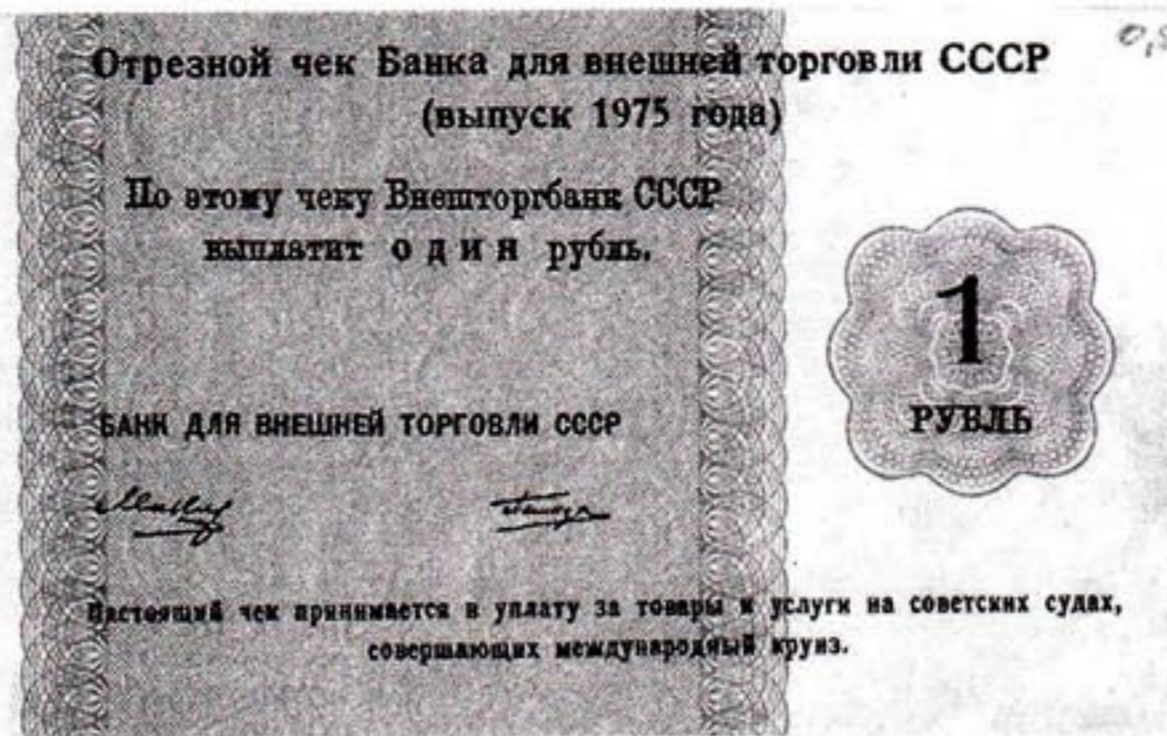 Отрезной чек Банка для внешней торговли СССР
(выпуск 1975 года)
По этому чеку Внешторгбанк СССР
выплатит один рубль.
1
РУБЛЬ
БАНК ДЛЯ ВНЕШНЕЙ ТОРГОВЛИ СССР
Настоящий чек принимается в уплату за товары и услуги на советских судах,
совершающих международный круиз.